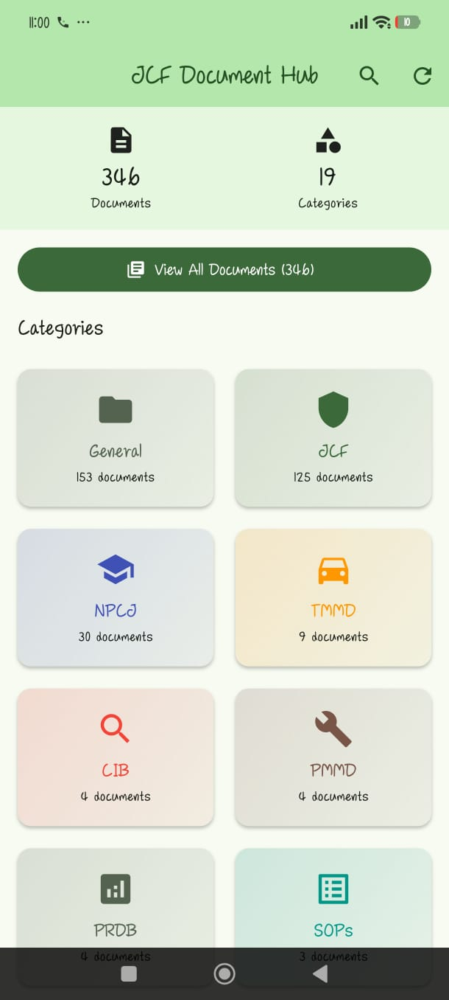 11:00 ... 10
JCF Document Hub
346 19
Documents Categories
View All Documents (346)
Categories
General JCF
153 documents 125 documents
NPCJ TMMD
30 documents 9 documents
CIB PMMD
4 documents 4 documents
PRDB SOPs
4 documents 3 documents